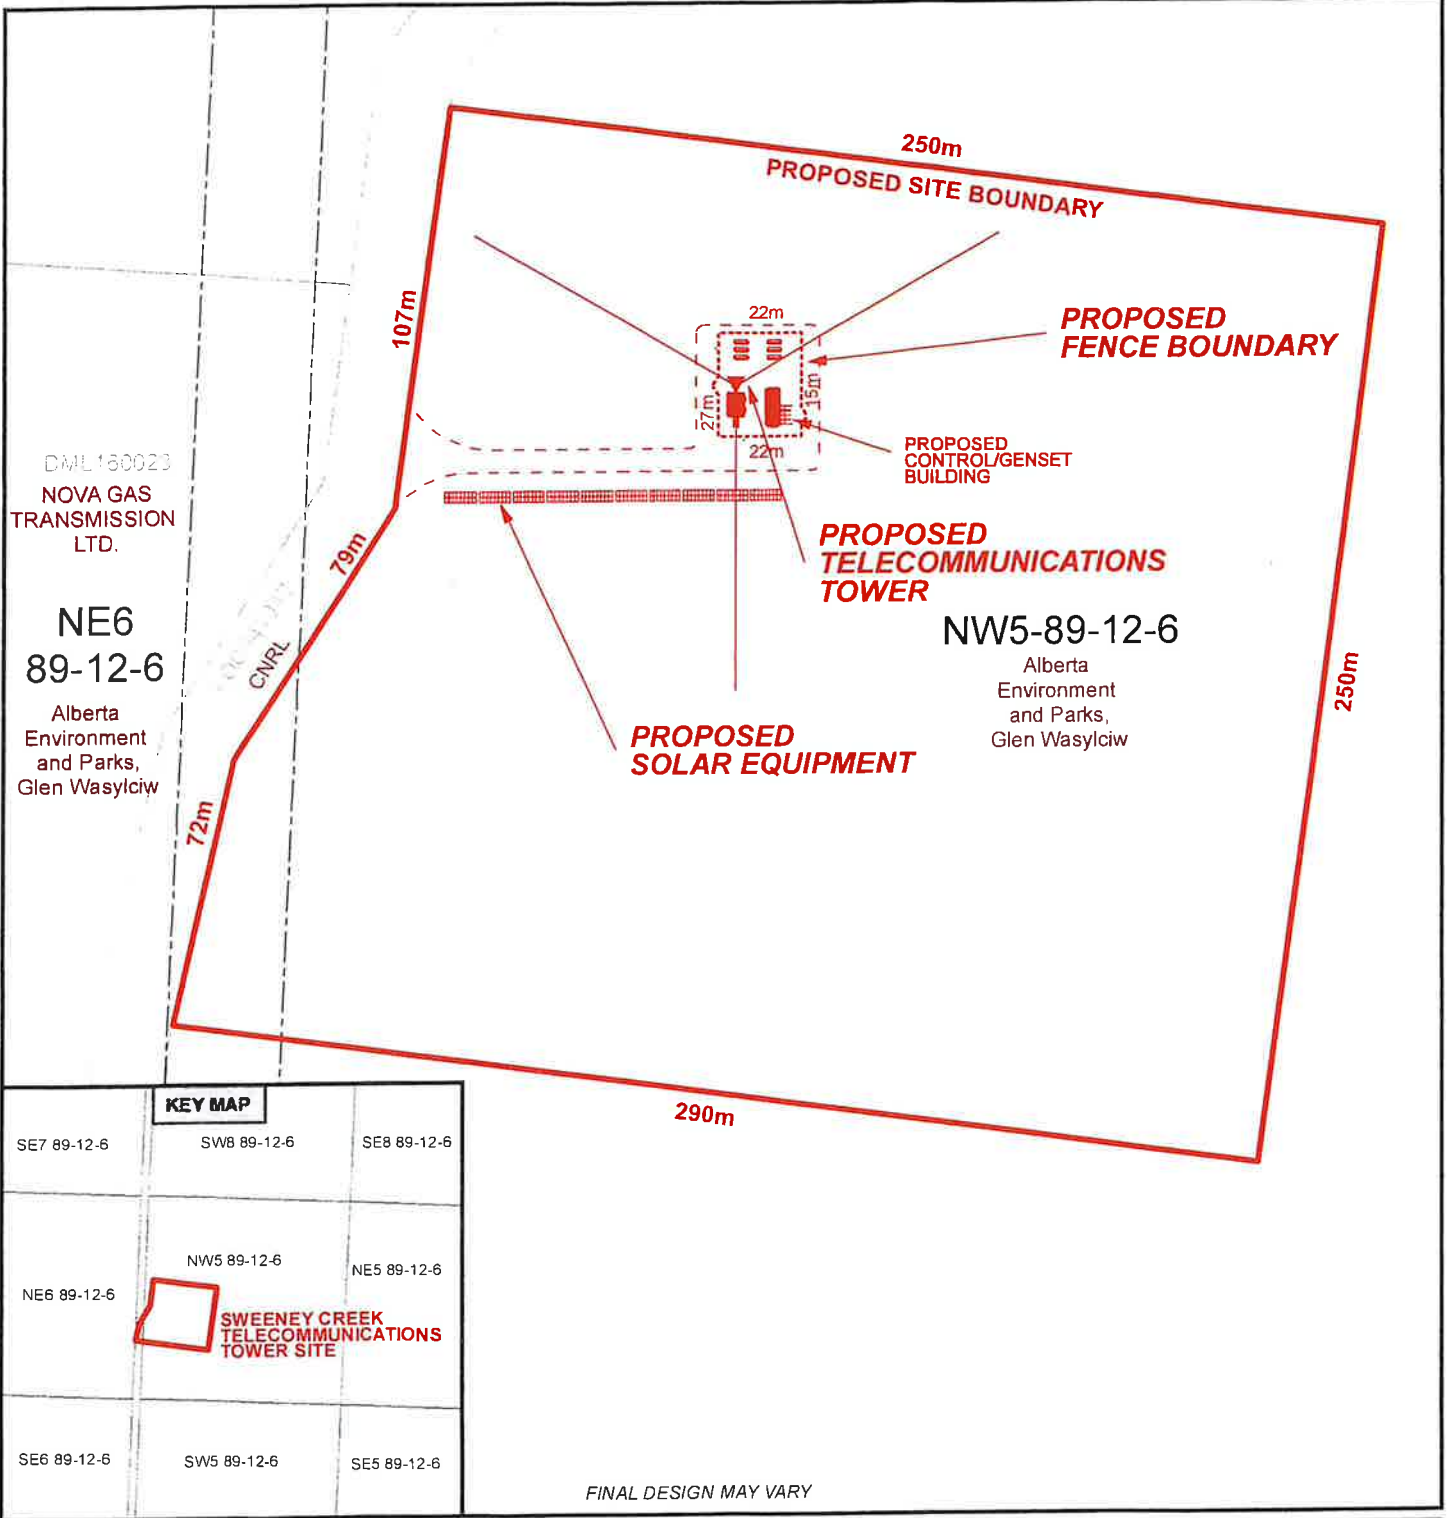 250m
PROPOSED SITE BOUNDARY
107m
22m
PROPOSED
FENCE BOUNDARY
27m
15m
22m
PROPOSED
CONTROL/GENSET
BUILDING
DML160023
NOVA GAS
TRANSMISSION
LTD.
79m
PROPOSED
TELECOMMUNICATIONS
TOWER
NE6
89-12-6
CNRL
NW5-89-12-6
Alberta
Environment
and Parks,
Glen Wasylciw
250m
Alberta
Environment
and Parks,
Glen Wasylciw
PROPOSED
SOLAR EQUIPMENT
72m
290m
KEY MAP
SE7 89-12-6
SW8 89-12-6
SE8 89-12-6
NW5 89-12-6
NE5 89-12-6
NE6 89-12-6
SWEENEY CREEK
TELECOMMUNICATIONS
TOWER SITE
SE6 89-12-6
SW5 89-12-6
SE5 89-12-6
FINAL DESIGN MAY VARY